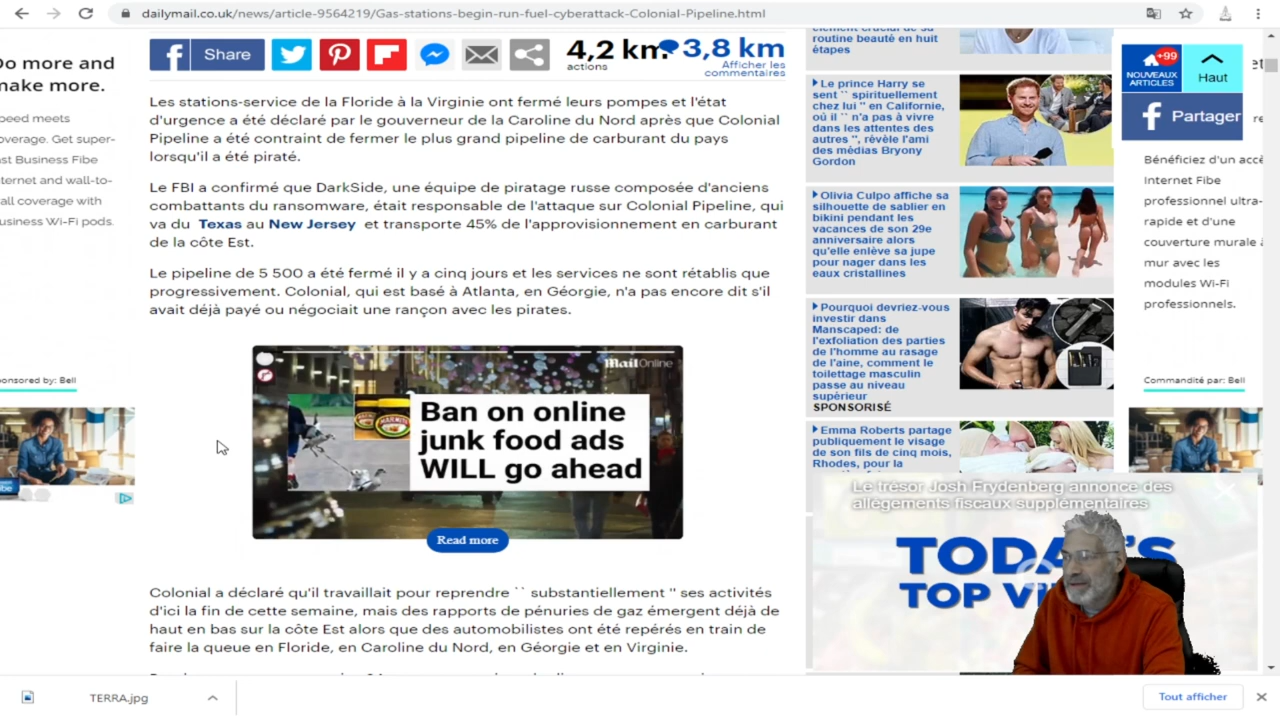 dailymail.co.uk/news/article-9564219/Gas-stations-begin-run-fuel-cyberattack-Colonial-Pipeline.html
Do more and
make more.
Speed meets
coverage. Get super-
fast Business Fibe
Internet and wall-to-
wall coverage with
business Wi-Fi pods.
Sponsored by: Bell
Share
4,2 km
actions
3,8 km
Afficher les
commentaires
Les stations-service de la Floride à la Virginie ont fermé leurs pompes et l'état
d'urgence a été déclaré par le gouverneur de la Caroline du Nord après que Colonial
Pipeline a été contraint de fermer le plus grand pipeline de carburant du pays
lorsqu'il a été piraté.
Le FBI a confirmé que DarkSide, une équipe de piratage russe composée d'anciens
combattants du ransomware, était responsable de l'attaque sur Colonial Pipeline, qui
va du Texas au New Jersey et transporte 45% de l'approvisionnement en carburant
de la côte Est.
Le pipeline de 5 500 a été fermé il y a cinq jours et les services ne sont rétablis que
progressivement. Colonial, qui est basé à Atlanta, en Géorgie, n'a pas encore dit s'il
avait déjà payé ou négociait une rançon avec les pirates.
MailOnline
Ban on online
junk food ads
WILL go ahead
Read more
Colonial a déclaré qu'il travaillait pour reprendre `` substantiellement '' ses activités
d'ici la fin de cette semaine, mais des rapports de pénuries de gaz émergent déjà de
haut en bas sur la côte Est alors que des automobilistes ont été repérés en train de
faire la queue en Floride, en Caroline du Nord, en Géorgie et en Virginie.
élément crucial de sa
routine beauté en huit
étapes
Le prince Harry se
sent `` spirituellement
chez lui '' en Californie,
où il `` n'a pas à vivre
dans les attentes des
autres '', révèle l'ami
des médias Bryony
Gordon
Olivia Culpo affiche sa
silhouette de sablier en
bikini pendant les
vacances de son 29e
anniversaire alors
qu'elle enlève sa jupe
pour nager dans les
eaux cristallines
Pourquoi devriez-vous
investir dans
Manscaped: de
l'exfoliation des parties
de l'homme au rasage
de l'aine, comment le
toilettage masculin
passe au niveau
supérieur
SPONSORISÉ
Emma Roberts partage
publiquement le visage
de son fils de cinq mois,
Rhodes, pour la
Le trésor Josh Frydenberg annonce des
allégements fiscaux supplémentaires
TODAY'S
TOP VI
+99
NOUVEAUX
ARTICLES
Haut
et
Partager
re
Bénéficiez d'un accè
Internet Fibe
professionnel ultra-
rapide et d'une
couverture murale à
mur avec les
modules Wi-Fi
professionnels.
Commandité par: Bell
TERRA.jpg
Tout afficher